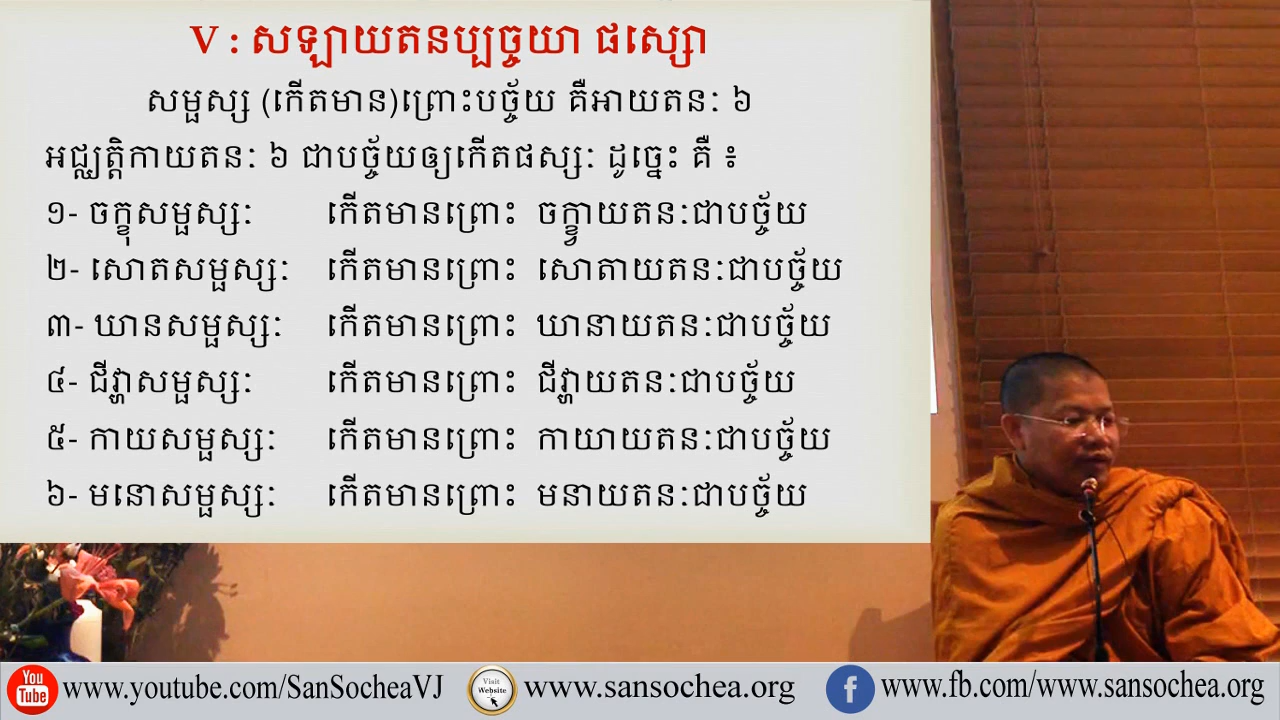 V : សឡាយតនប្បច្ចយា ផស្សោ
សម្ផស្ស (កើតមាន)ព្រោះបច្ច័យ គឺអាយតនៈ ៦
អជ្ឈត្តិកាយតនៈ ៦ ជាបច្ច័យឲ្យកើតផស្សៈ ដូច្នេះ គឺ ៖
១- ចក្ខុសម្ផស្សៈ កើតមានព្រោះ ចក្ខ្វាយតនៈជាបច្ច័យ
២- សោតសម្ផស្សៈ កើតមានព្រោះ សោតាយតនៈជាបច្ច័យ
៣- ឃានសម្ផស្សៈ កើតមានព្រោះ ឃានាយតនៈជាបច្ច័យ
៤- ជីវ្ហាសម្ផស្សៈ កើតមានព្រោះ ជីវ្ហាយតនៈជាបច្ច័យ
៥- កាយសម្ផស្សៈ កើតមានព្រោះ កាយាយតនៈជាបច្ច័យ
៦- មនោសម្ផស្សៈ កើតមានព្រោះ មនាយតនៈជាបច្ច័យ
You Tube www.youtube.com/SanSocheaVJ Visit Website www.sansochea.org f www.fb.com/www.sansochea.org